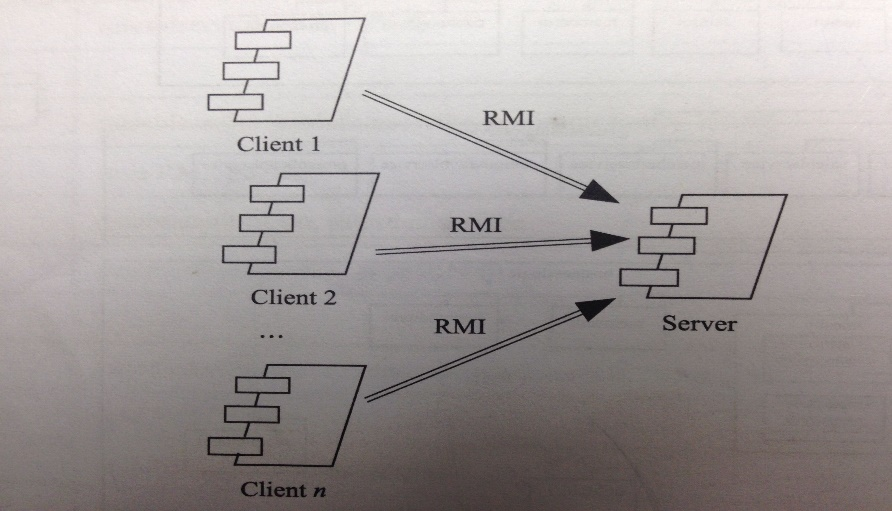 RMI
Client 1
RMI
Client 2
RMI
Server
...
Client n